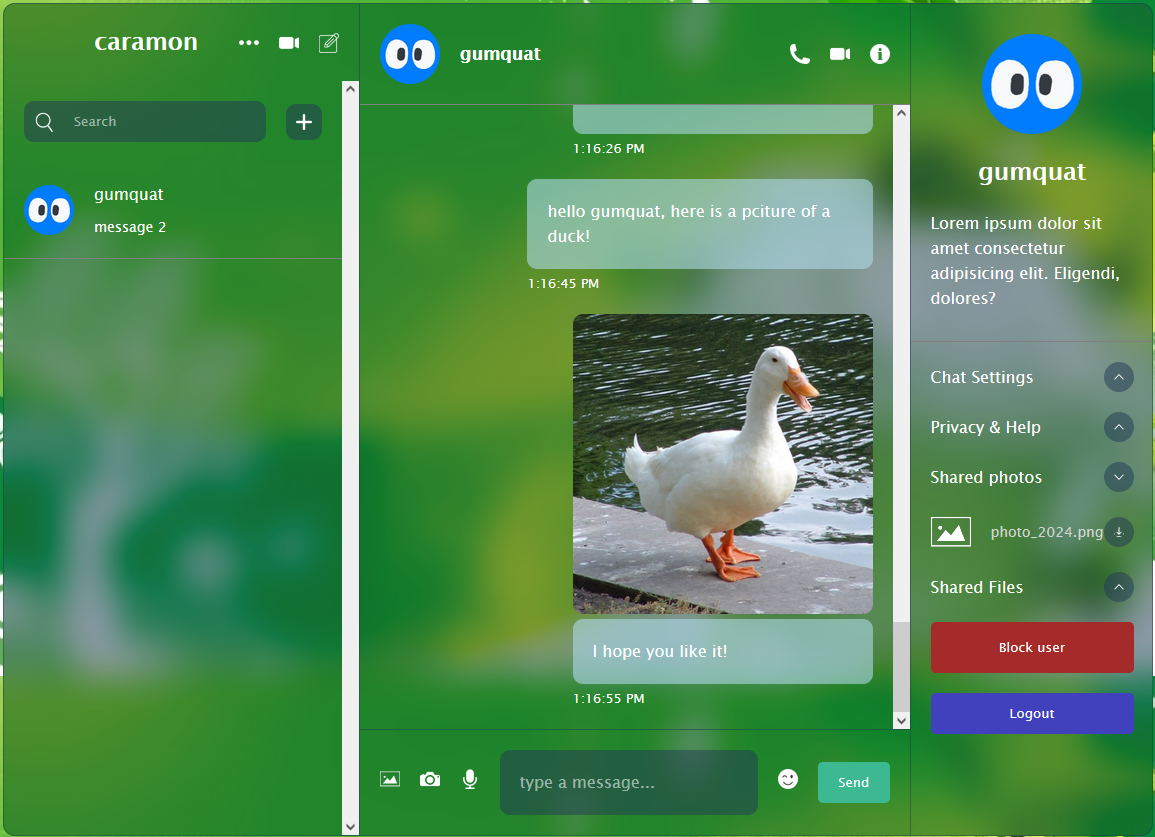 caramon
Search
gumquat
message 2
gumquat
1:16:26 PM
hello gumquat, here is a pciture of a
duck!
1:16:45 PM
I hope you like it!
1:16:55 PM
type a message...
Send
gumquat
Lorem ipsum dolor sit
amet consectetur
adipisicing elit. Eligendi,
dolores?
Chat Settings
Privacy & Help
Shared photos
photo_2024.png
Shared Files
Block user
Logout